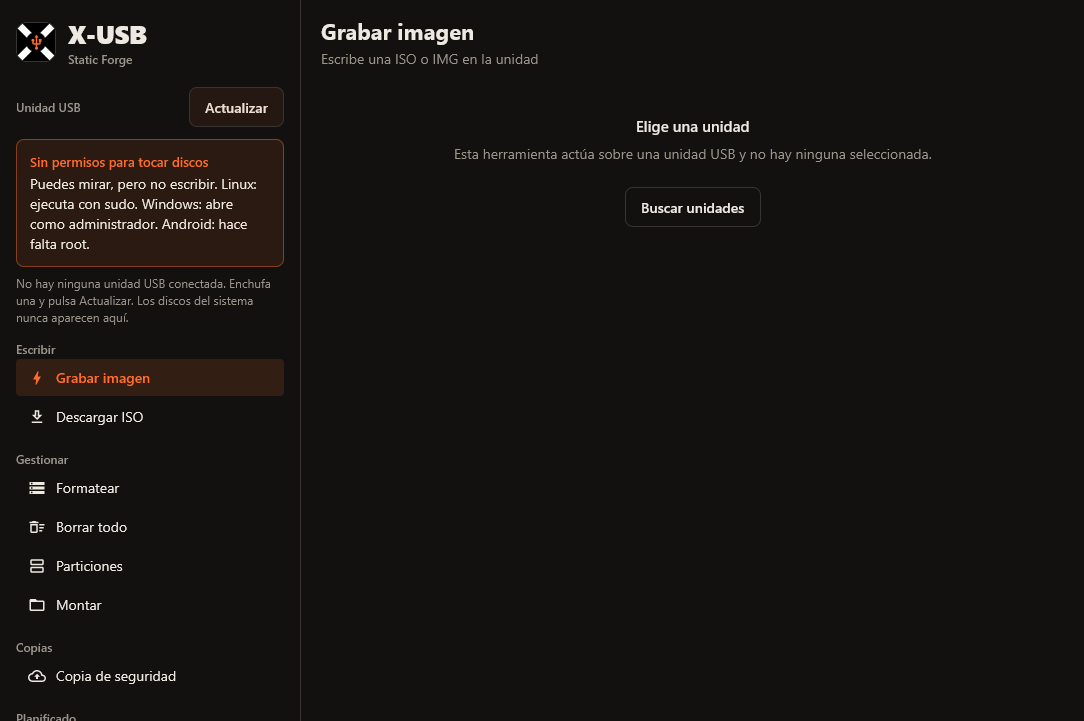 X-USB
Static Forge
Unidad USB
Actualizar
Sin permisos para tocar discos
Puedes mirar, pero no escribir. Linux:
ejecuta con sudo. Windows: abre
como administrador. Android: hace
falta root.
No hay ninguna unidad USB conectada. Enchufa
una y pulsa Actualizar. Los discos del sistema
nunca aparecen aquí.
Escribir
Grabar imagen
Descargar ISO
Gestionar
Formatear
Borrar todo
Particiones
Montar
Copias
Copia de seguridad
Planificado
Grabar imagen
Escribe una ISO o IMG en la unidad
Elige una unidad
Esta herramienta actúa sobre una unidad USB y no hay ninguna seleccionada.
Buscar unidades